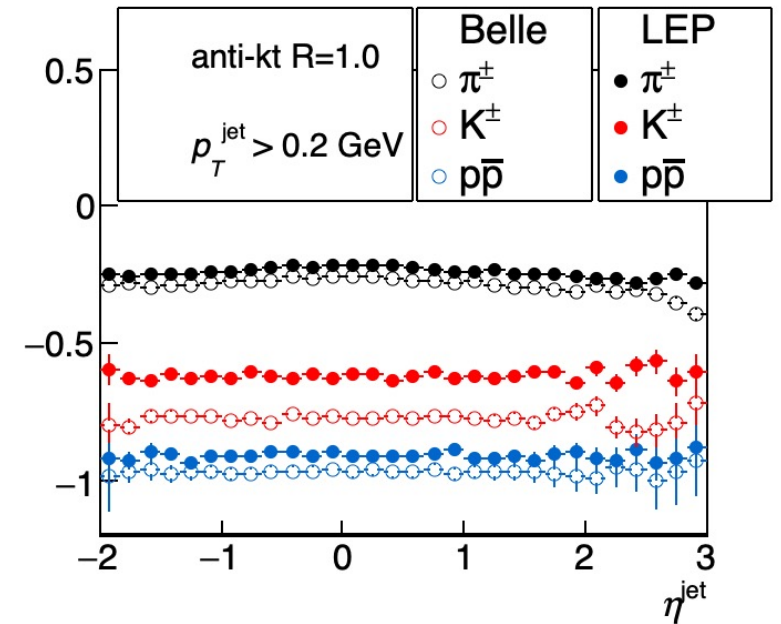 anti-kt R=1.0
p_T^jet > 0.2 GeV
Belle
π±
K±
pp̅
LEP
π±
K±
pp̅
0.5
0
−0.5
−1
−2 −1 0 1 2 3
η^jet